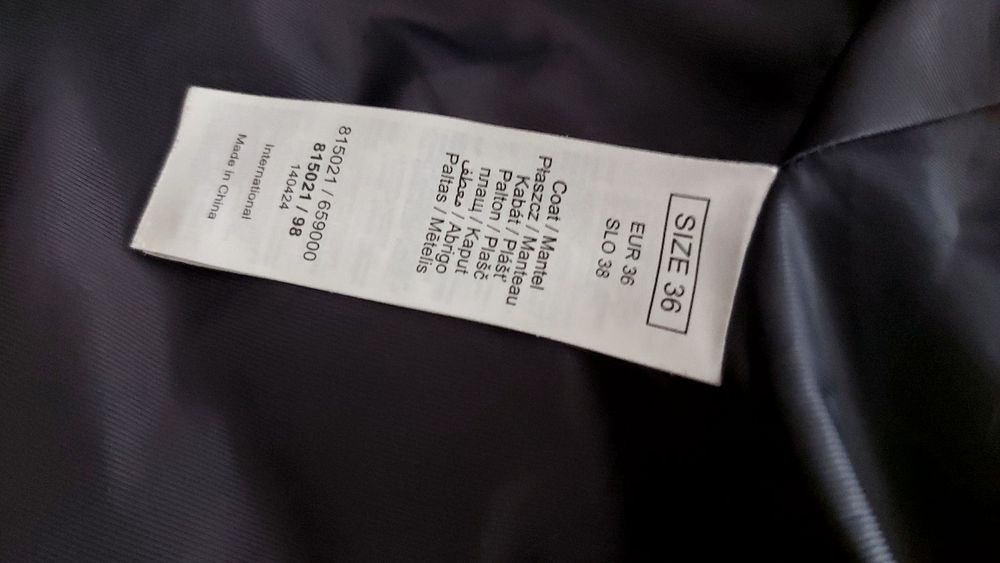 SIZE 36
EUR 36
SLO 38
Coat / Mantel
Płaszcz / Manteau
Kabát / Plášť
Palton / Plašč
плащ / Kaput
معطف / Abrigo
Paltas / Mētelis
815021 / 659000
815021 / 98
140424
International
Made in China